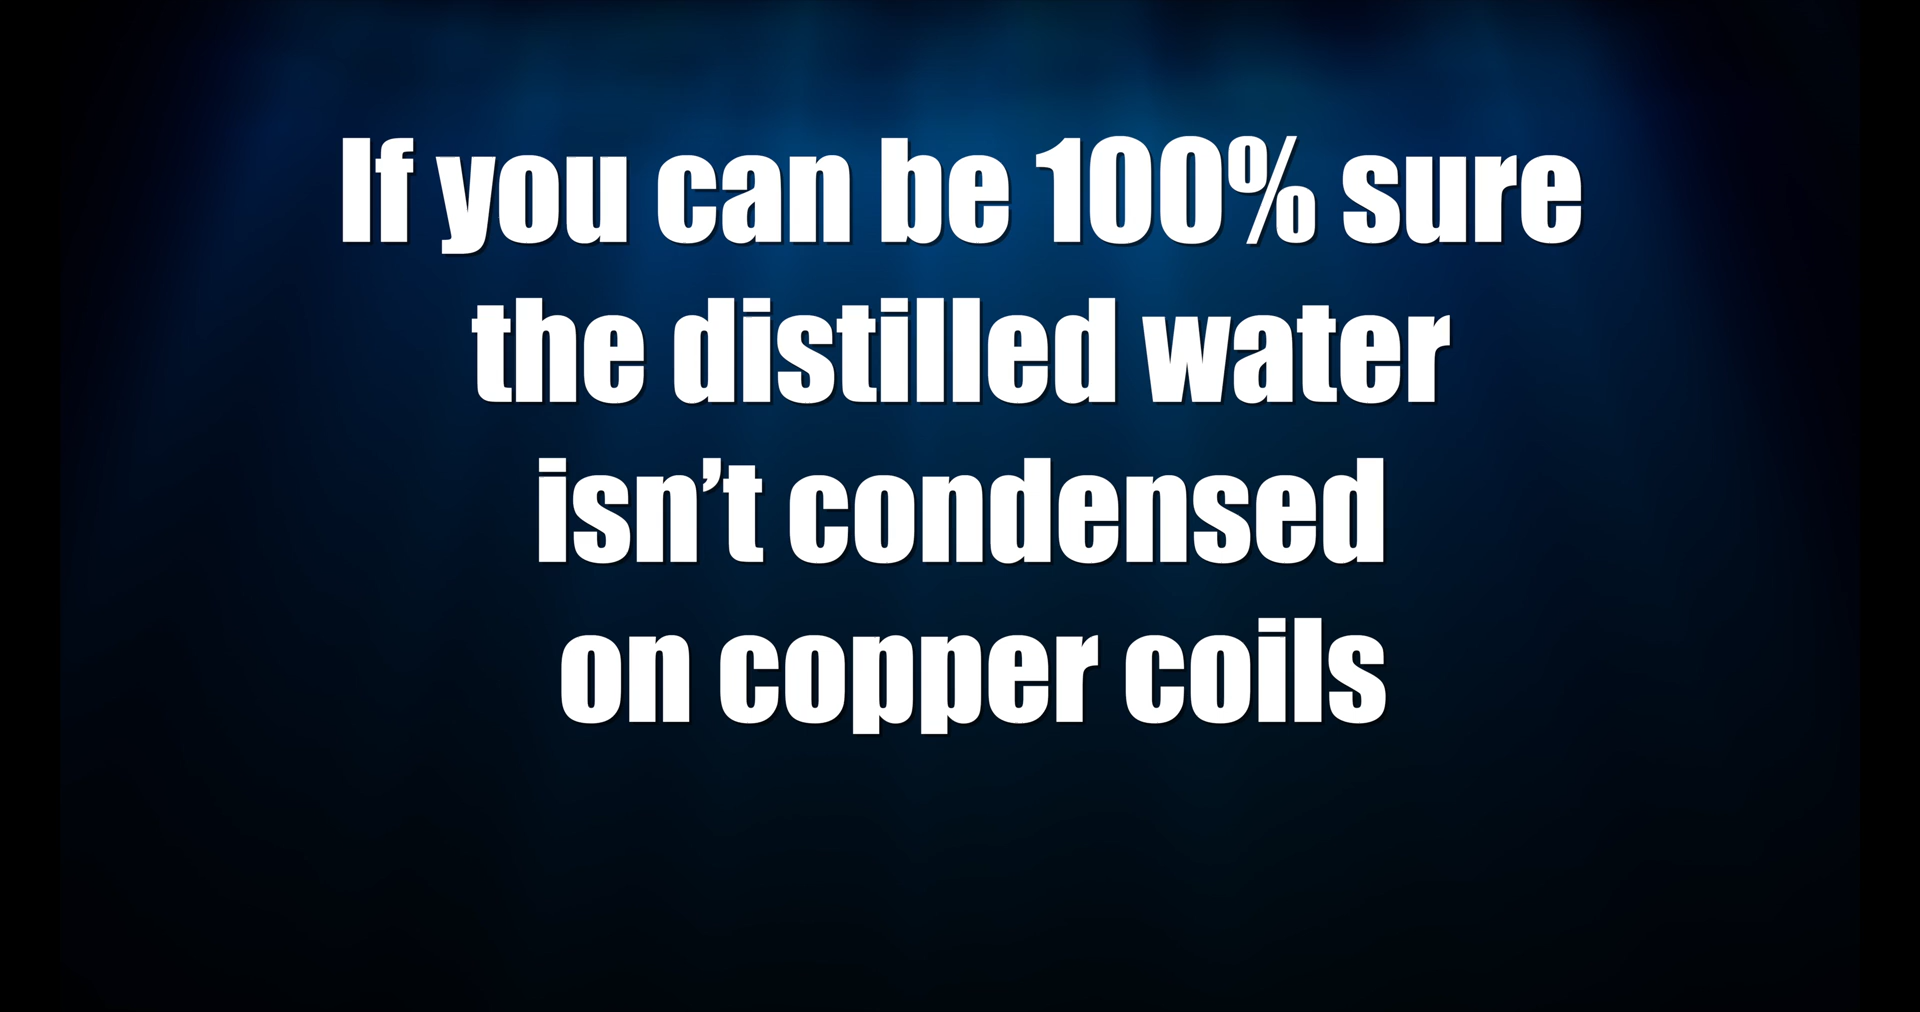 If you can be 100% sure
the distilled water
isn’t condensed
on copper coils